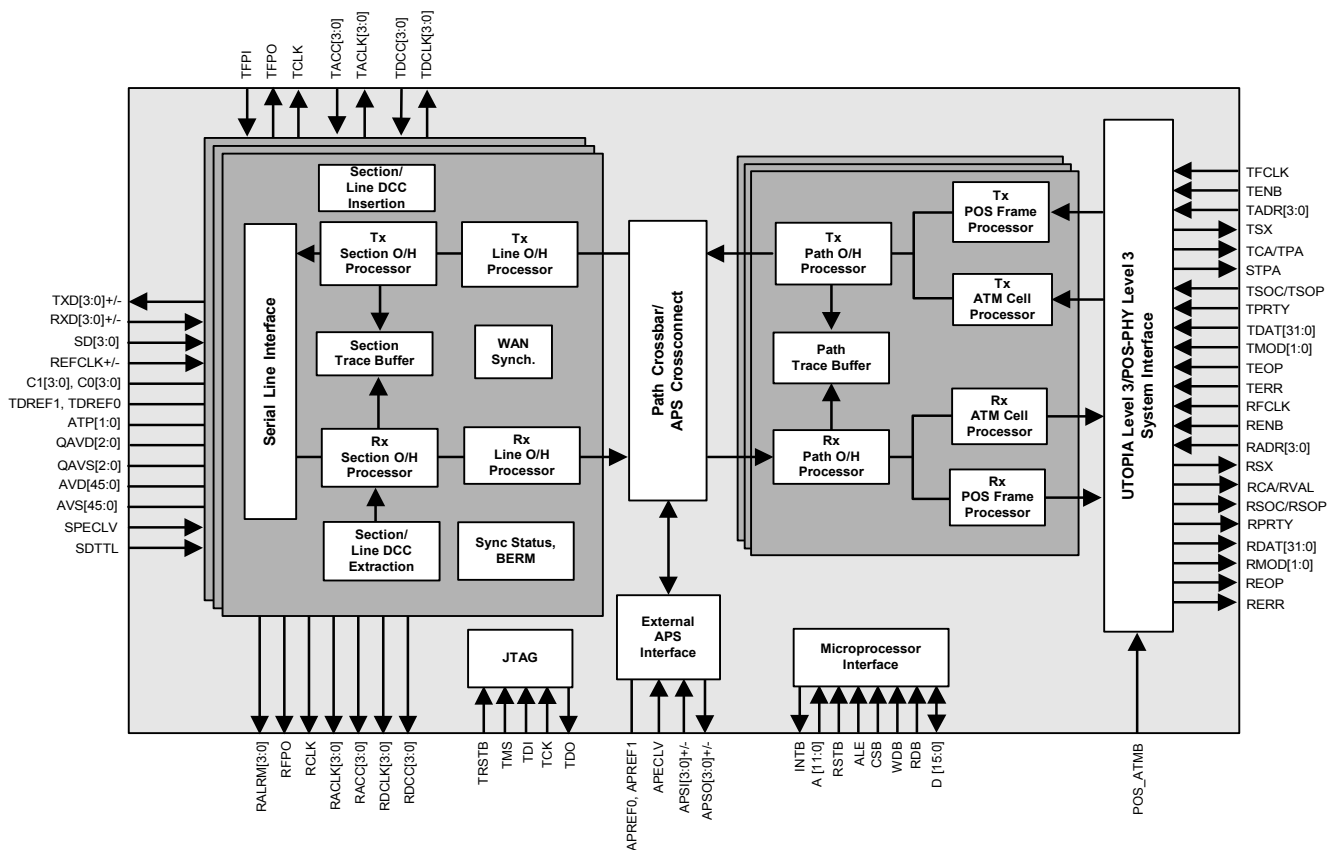 TFPI
TFPO
TCLK
TACC[3:0]
TACLK[3:0]
TDCC[3:0]
TDCLK[3:0]
TXD[3:0]+/-
RXD[3:0]+/-
SD[3:0]
REFCLK+/-
C1[3:0], C0[3:0]
TDREF1, TDREF0
ATP[1:0]
QAVD[2:0]
QAVS[2:0]
AVD[45:0]
AVS[45:0]
SPECLV
SDTTL
Serial Line Interface
Section/
Line DCC
Insertion
Tx
Section O/H
Processor
Tx
Line O/H
Processor
Section
Trace Buffer
WAN
Synch.
Rx
Section O/H
Processor
Rx
Line O/H
Processor
Section/
Line DCC
Extraction
Sync Status,
BERM
Path Crossbar/
APS Crossconnect
Tx
Path O/H
Processor
Tx
POS Frame
Processor
Tx
ATM Cell
Processor
Path
Trace Buffer
Rx
Path O/H
Processor
Rx
ATM Cell
Processor
Rx
POS Frame
Processor
UTOPIA Level 3/POS-PHY Level 3
System Interface
TFCLK
TENB
TADR[3:0]
TSX
TCA/TPA
STPA
TSOC/TSOP
TPRTY
TDAT[31:0]
TMOD[1:0]
TEOP
TERR
RFCLK
RENB
RADR[3:0]
RSX
RCA/RVAL
RSOC/RSOP
RPRTY
RDAT[31:0]
RMOD[1:0]
REOP
RERR
JTAG
External
APS
Interface
Microprocessor
Interface
RALRM[3:0]
RFPO
RCLK
RACLK[3:0]
RACC[3:0]
RDCLK[3:0]
RDCC[3:0]
TRSTB
TMS
TDI
TCK
TDO
APREF0, APREF1
APECLV
APSI[3:0]+/-
APSO[3:0]+/-
INTB
A [11:0]
RSTB
ALE
CSB
WDB
RDB
D [15:0]
POS_ATMB